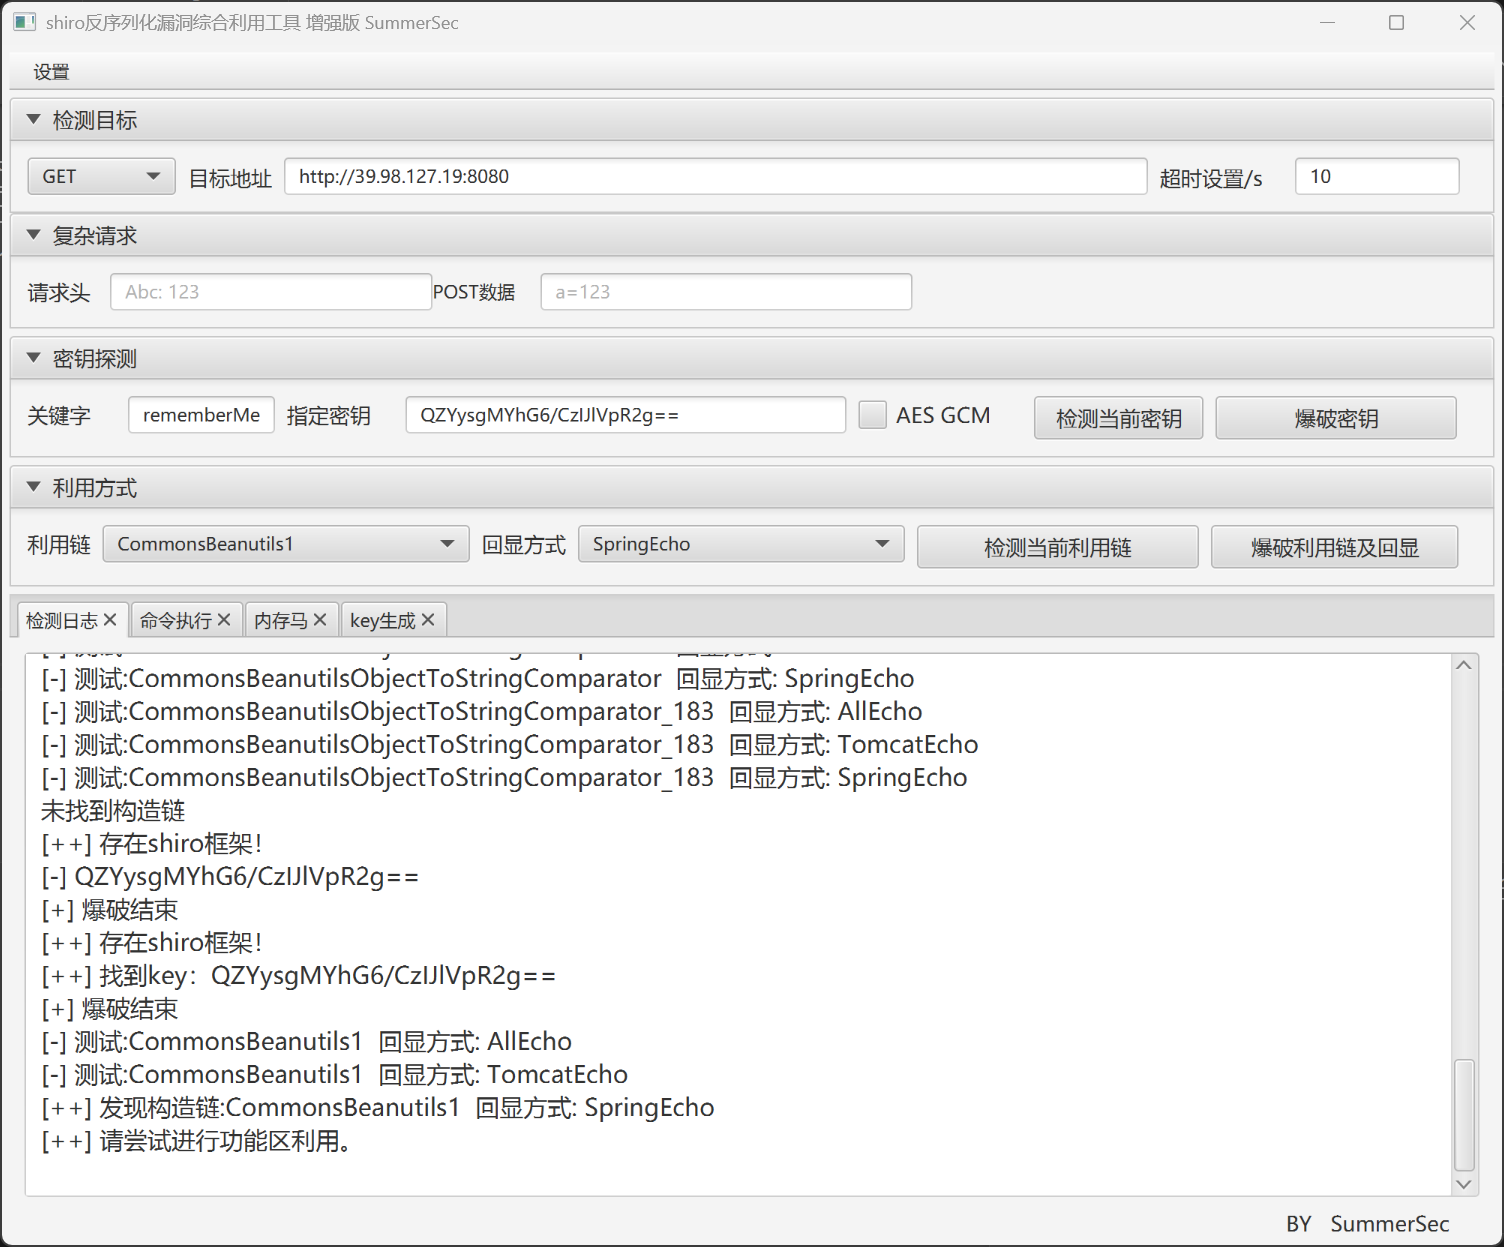 shiro反序列化漏洞综合利用工具 增强版 SummerSec
设置
检测目标
GET 目标地址 http://39.98.127.19:8080 超时设置/s 10
复杂请求
请求头 Abc: 123 POST数据 a=123
密钥探测
关键字 rememberMe 指定密钥 QZYysgMYhG6/CzIJlVpR2g== AES GCM 检测当前密钥 爆破密钥
利用方式
利用链 CommonsBeanutils1 回显方式 SpringEcho 检测当前利用链 爆破利用链及回显
检测日志 命令执行 内存马 key生成
[-] 测试:CommonsBeanutilsObjectToStringComparator 回显方式: SpringEcho
[-] 测试:CommonsBeanutilsObjectToStringComparator_183 回显方式: AllEcho
[-] 测试:CommonsBeanutilsObjectToStringComparator_183 回显方式: TomcatEcho
[-] 测试:CommonsBeanutilsObjectToStringComparator_183 回显方式: SpringEcho
未找到构造链
[++] 存在shiro框架！
[-] QZYysgMYhG6/CzIJlVpR2g==
[+] 爆破结束
[++] 存在shiro框架！
[++] 找到key：QZYysgMYhG6/CzIJlVpR2g==
[+] 爆破结束
[-] 测试:CommonsBeanutils1 回显方式: AllEcho
[-] 测试:CommonsBeanutils1 回显方式: TomcatEcho
[++] 发现构造链:CommonsBeanutils1 回显方式: SpringEcho
[++] 请尝试进行功能区利用。
BY SummerSec